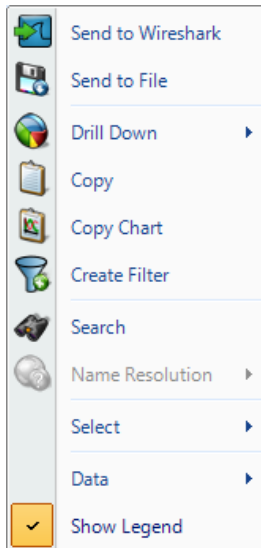 Send to Wireshark
Send to File
Drill Down
Copy
Copy Chart
Create Filter
Search
Name Resolution
Select
Data
Show Legend